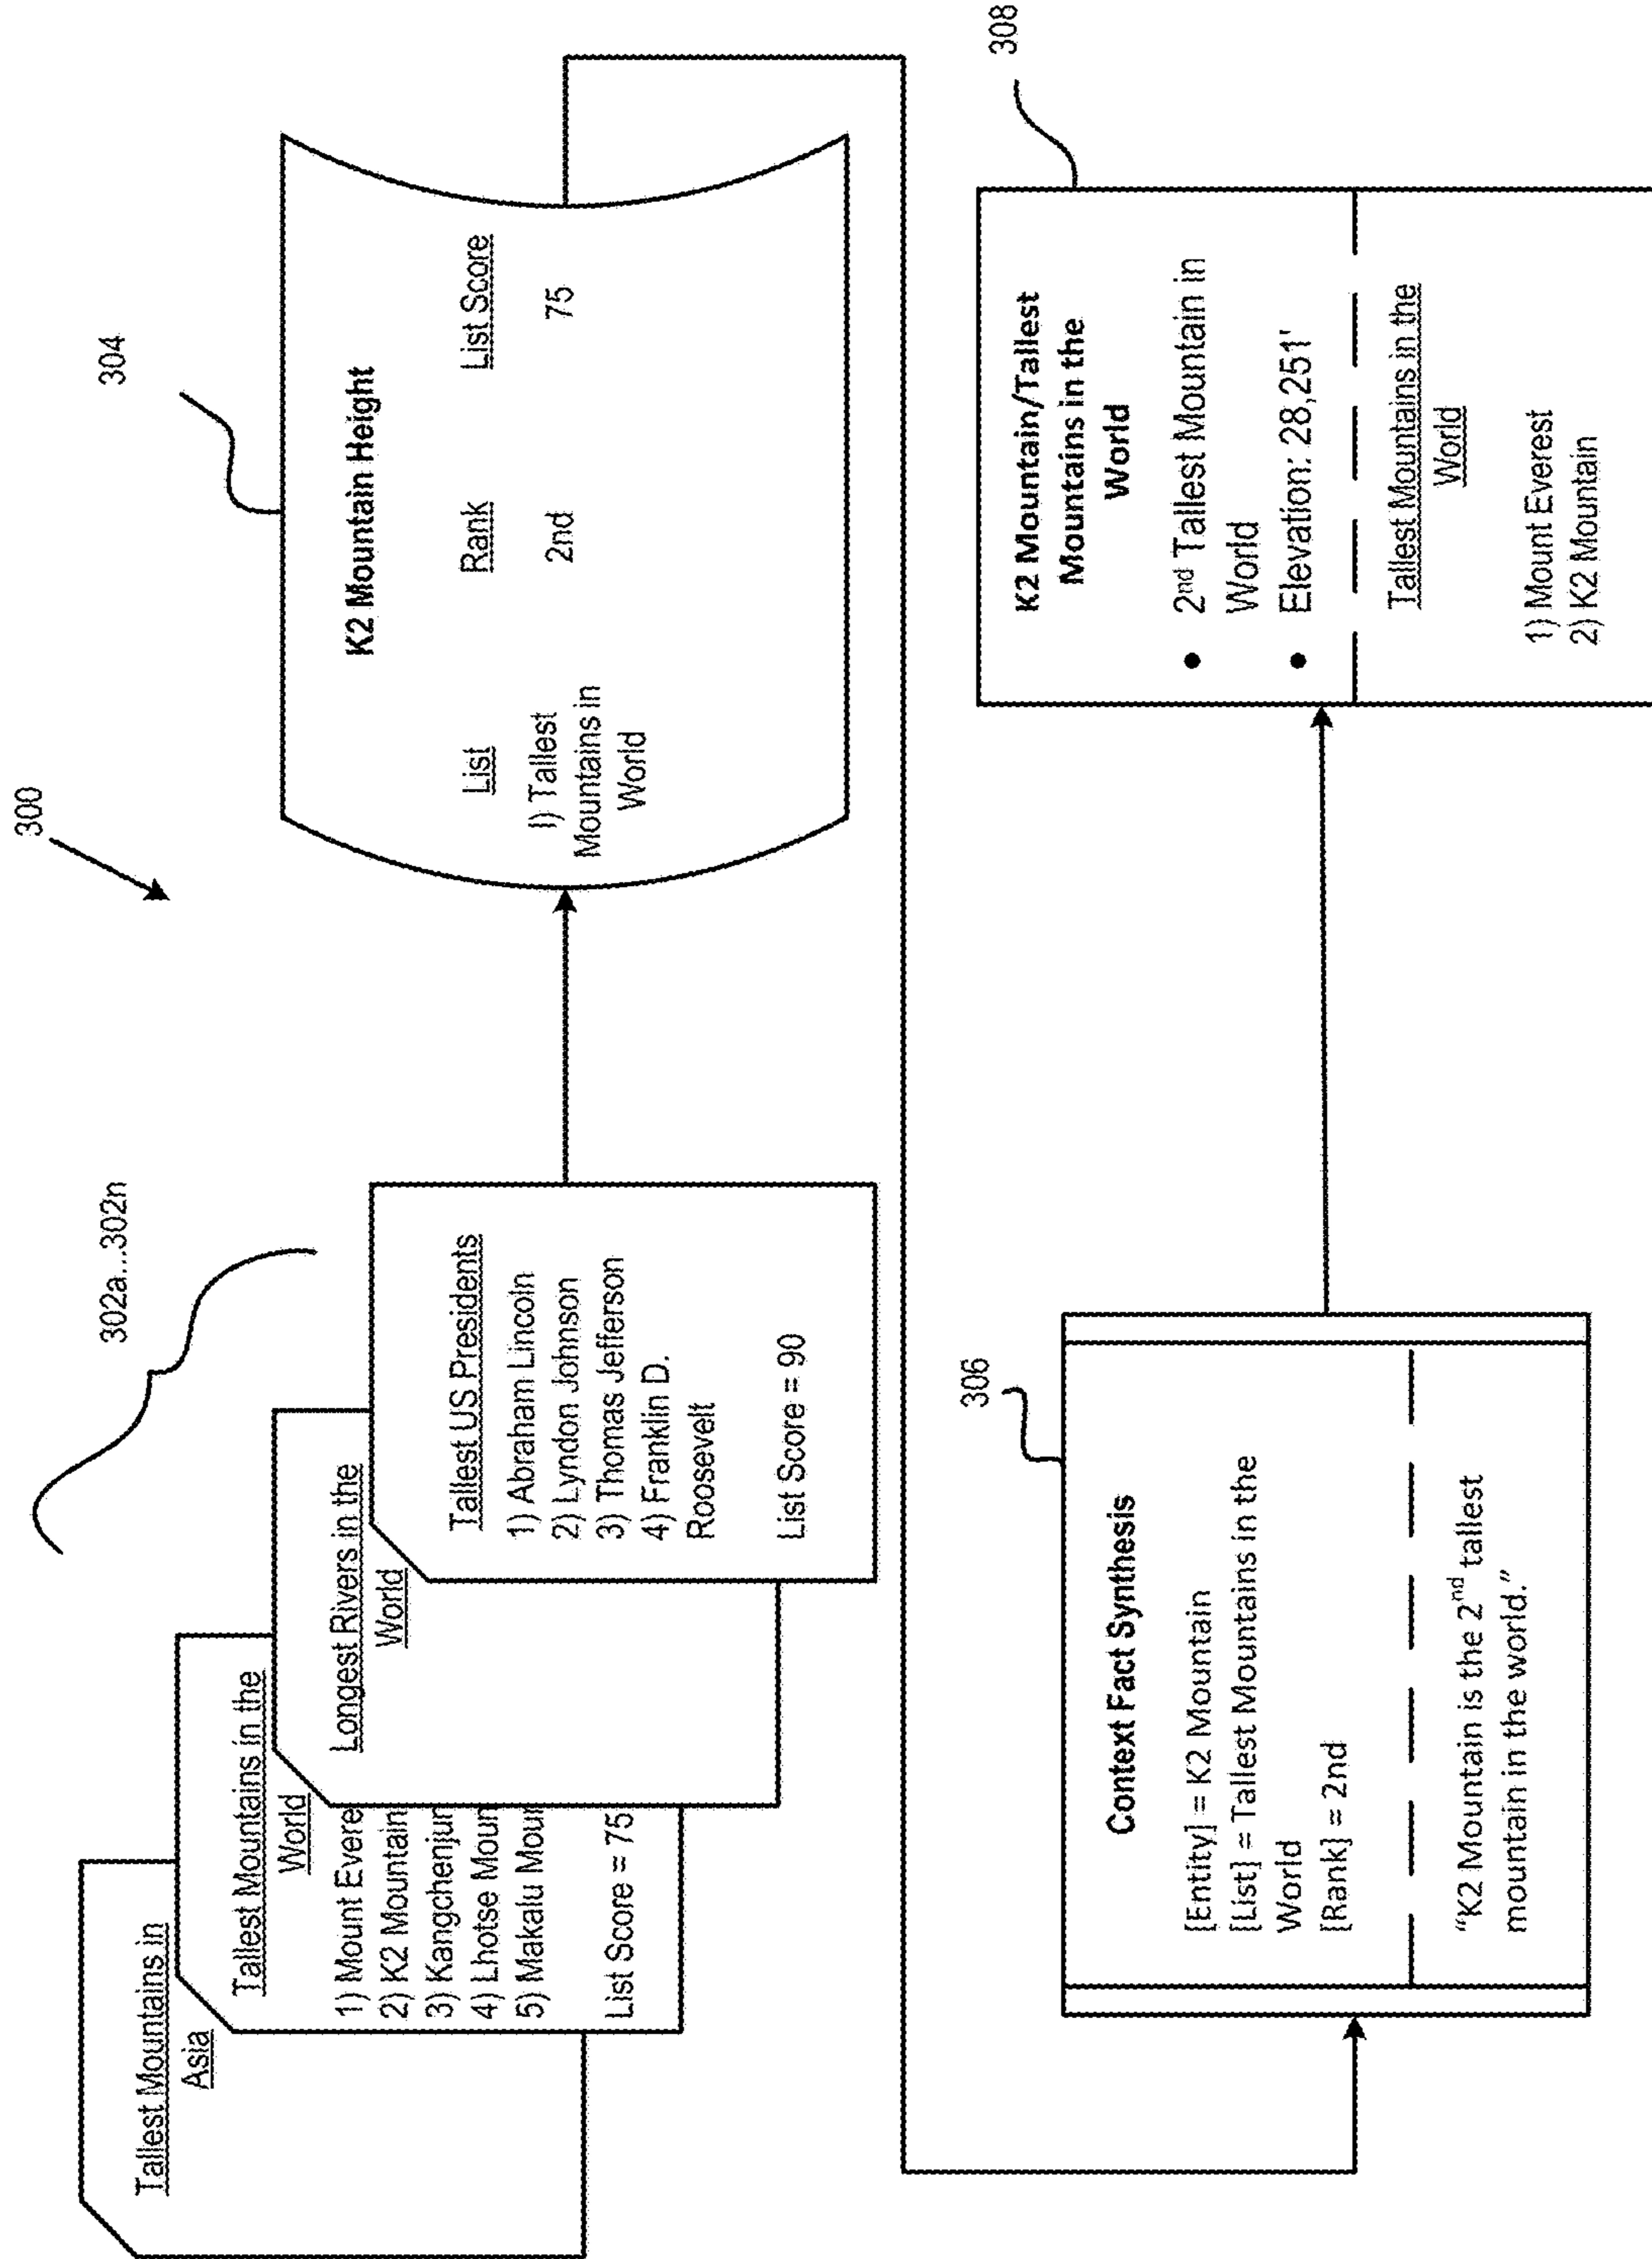 300
302a...302n
Tallest Mountains in
Asia
Tallest Mountains in the
World
1) Mount Evere
2) K2 Mountain
3) Kangchenjun
4) Lhotse Moun
5) Makalu Moun
List Score = 75
Longest Rivers in the
World
Tallest US Presidents
1) Abraham Lincoln
2) Lyndon Johnson
3) Thomas Jefferson
4) Franklin D.
Roosevelt
List Score = 90
304
K2 Mountain Height
List Rank List Score
I) Tallest 2nd 75
Mountains in
World
306
Context Fact Synthesis
[Entity] = K2 Mountain
[List] = Tallest Mountains in the
World
[Rank] = 2nd
“K2 Mountain is the 2nd tallest
mountain in the world.”
308
K2 Mountain/Tallest
Mountains in the
World
• 2nd Tallest Mountain in
World
• Elevation: 28,251'
Tallest Mountains in the
World
1) Mount Everest
2) K2 Mountain